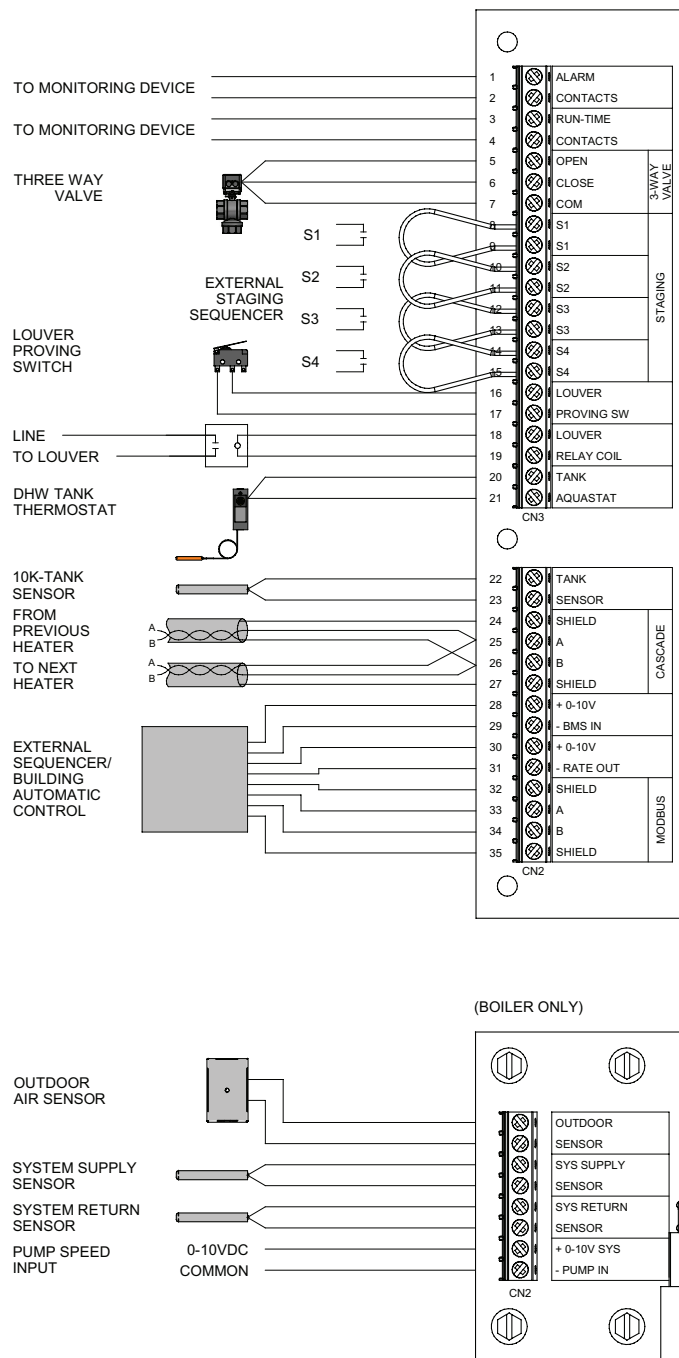 TO MONITORING DEVICE
TO MONITORING DEVICE
THREE WAY
VALVE
S1
S2
EXTERNAL
STAGING
SEQUENCER
S3
S4
LOUVER
PROVING
SWITCH
LINE
TO LOUVER
DHW TANK
THERMOSTAT
1 ALARM
2 CONTACTS
3 RUN-TIME
4 CONTACTS
5 OPEN
6 CLOSE
7 COM
3-WAY
VALVE
8 S1
9 S1
10 S2
11 S2
12 S3
13 S3
14 S4
15 S4
STAGING
16 LOUVER
17 PROVING SW
18 LOUVER
19 RELAY COIL
20 TANK
21 AQUASTAT
CN3
10K-TANK
SENSOR
FROM
PREVIOUS
HEATER
A
B
TO NEXT
HEATER
A
B
EXTERNAL
SEQUENCER/
BUILDING
AUTOMATIC
CONTROL
22 TANK
23 SENSOR
24 SHIELD
25 A
26 B
27 SHIELD
CASCADE
28 + 0-10V
29 - BMS IN
30 + 0-10V
31 - RATE OUT
32 SHIELD
33 A
34 B
35 SHIELD
MODBUS
CN2
(BOILER ONLY)
OUTDOOR
AIR SENSOR
SYSTEM SUPPLY
SENSOR
SYSTEM RETURN
SENSOR
PUMP SPEED
INPUT
0-10VDC
COMMON
OUTDOOR
SENSOR
SYS SUPPLY
SENSOR
SYS RETURN
SENSOR
+ 0-10V SYS
- PUMP IN
CN2